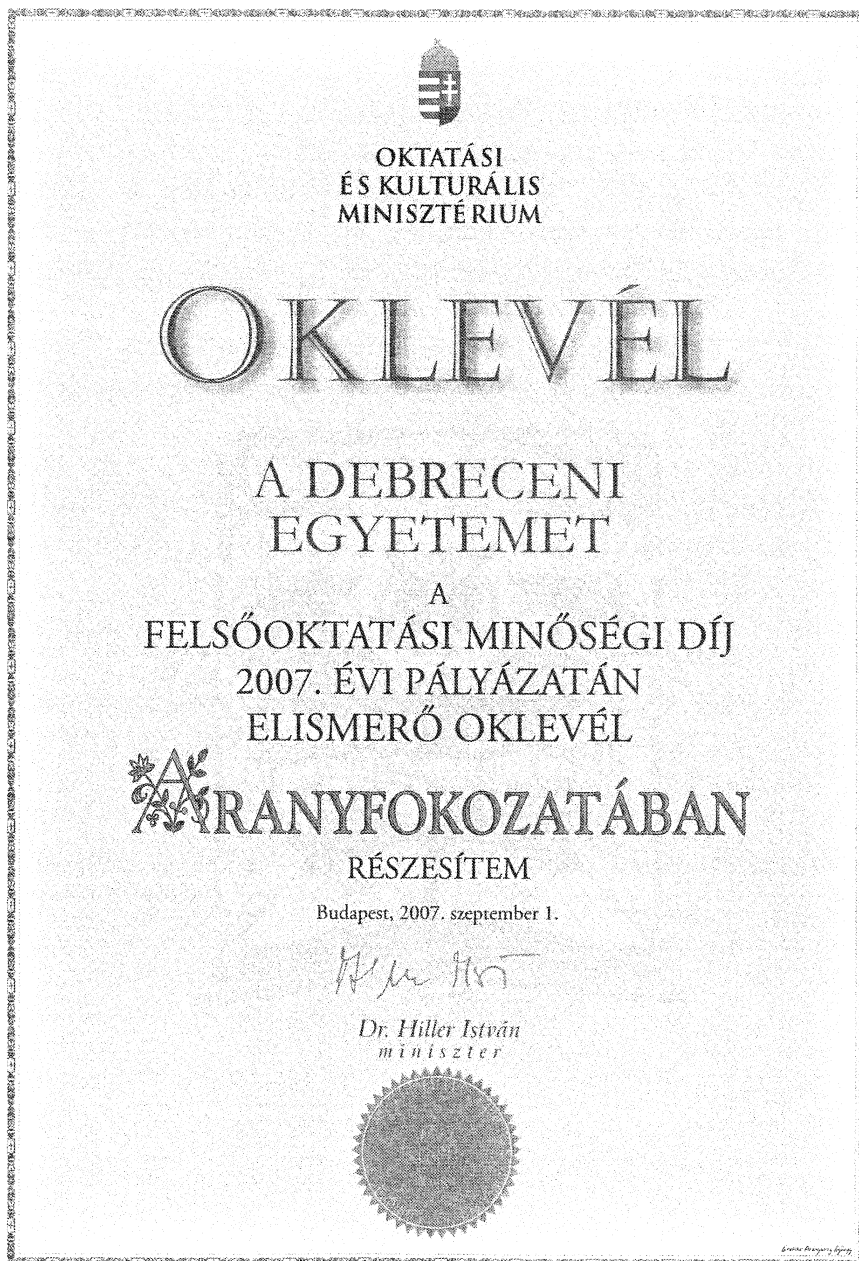 OKTATÁSI
ÉS KULTURÁLIS
MINISZTÉRIUM
OKLEVÉL
A DEBRECENI
EGYETEMET
A
FELSŐOKTATÁSI MINŐSÉGI DÍJ
2007. ÉVI PÁLYÁZATÁN
ELISMERŐ OKLEVÉL
ARANYFOKOZATÁBAN
RÉSZESÍTEM
Budapest, 2007. szeptember 1.
Dr. Hiller István
miniszter